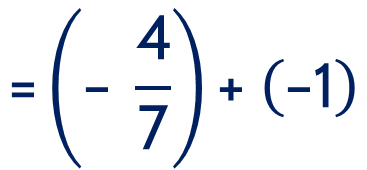 = (− 4/7) + (−1)